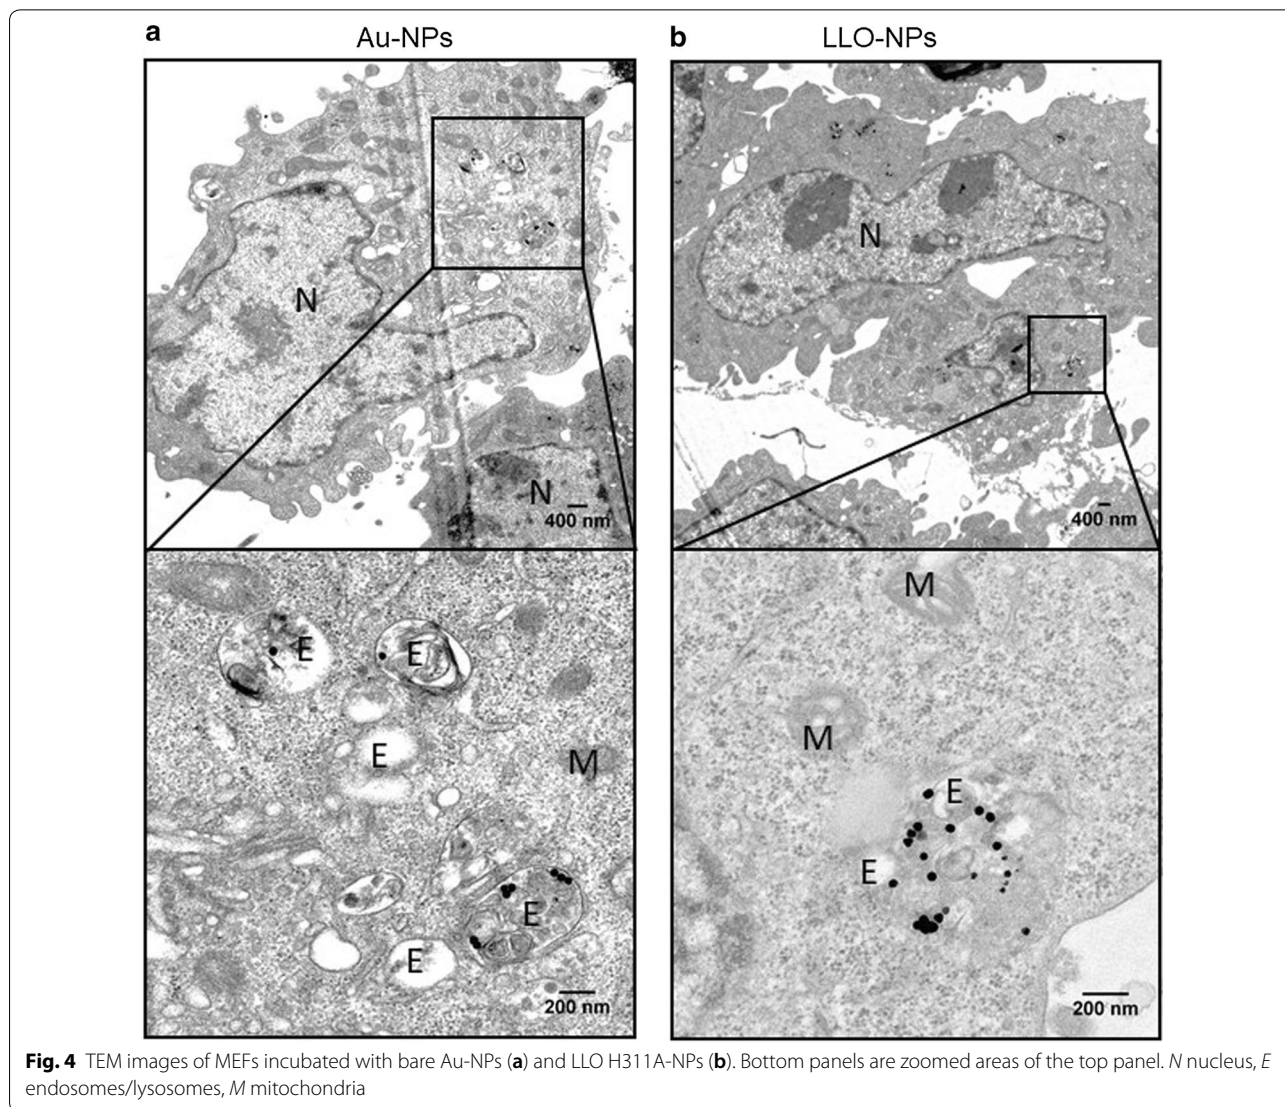 a Au-NPs
b LLO-NPs
N
N
400 nm
N
400 nm
E
E
E
M
E
E
200 nm
M
M
E
E
200 nm
Fig. 4 TEM images of MEFs incubated with bare Au-NPs (a) and LLO H311A-NPs (b). Bottom panels are zoomed areas of the top panel. N nucleus, E
endosomes/lysosomes, M mitochondria